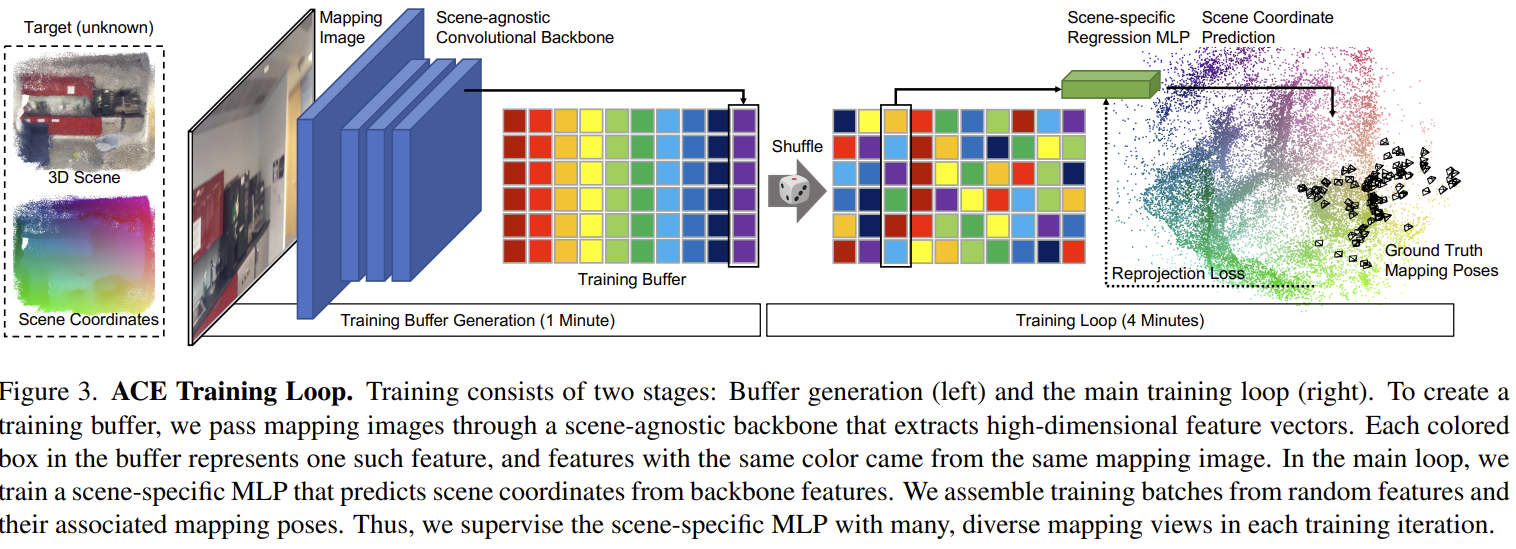 Target (unknown)
3D Scene
Scene Coordinates
Mapping
Image
Scene-agnostic
Convolutional Backbone
Training Buffer
Training Buffer Generation (1 Minute)
Shuffle
Scene-specific
Regression MLP
Scene Coordinate
Prediction
Ground Truth
Mapping Poses
Reprojection Loss
Training Loop (4 Minutes)
Figure 3. ACE Training Loop. Training consists of two stages: Buffer generation (left) and the main training loop (right). To create a
training buffer, we pass mapping images through a scene-agnostic backbone that extracts high-dimensional feature vectors. Each colored
box in the buffer represents one such feature, and features with the same color came from the same mapping image. In the main loop, we
train a scene-specific MLP that predicts scene coordinates from backbone features. We assemble training batches from random features and
their associated mapping poses. Thus, we supervise the scene-specific MLP with many, diverse mapping views in each training iteration.